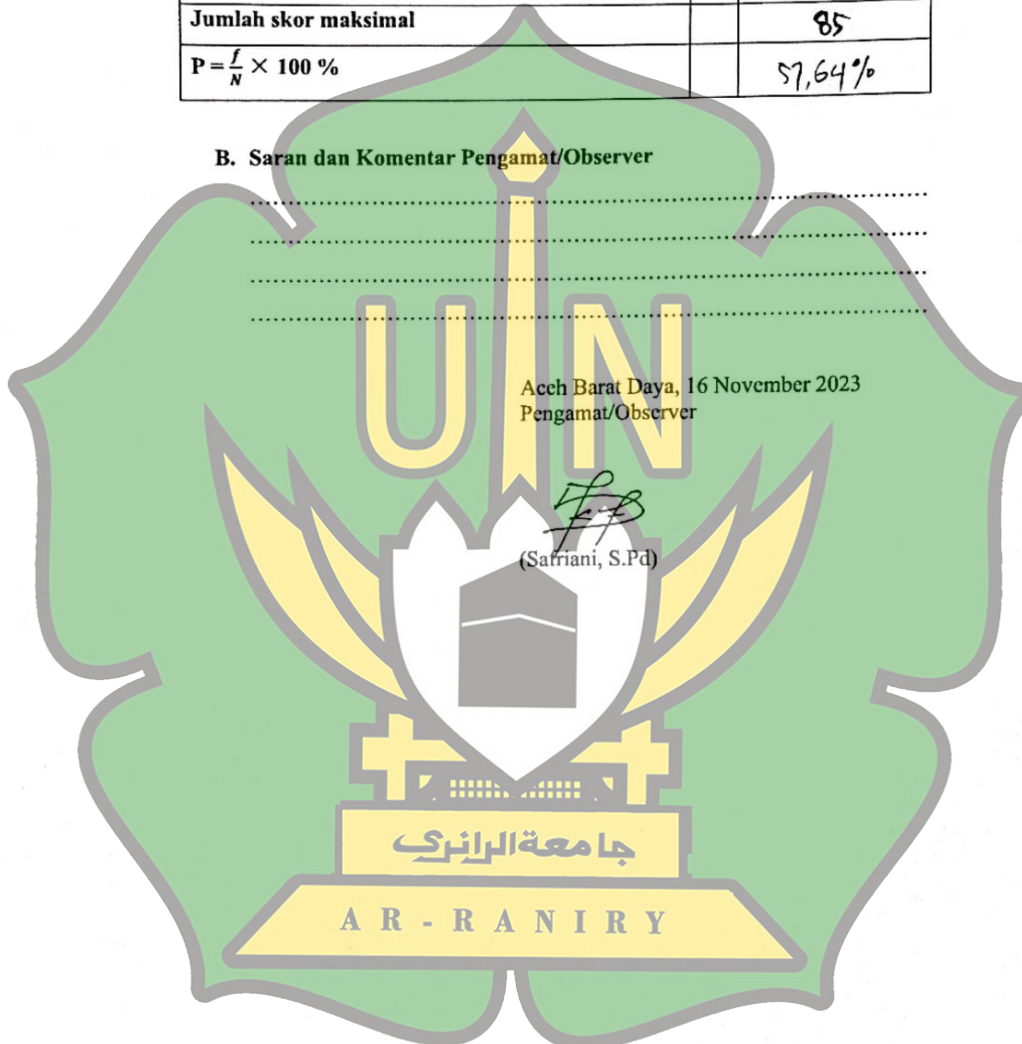 Jumlah skor maksimal 85
P = f/N × 100 % 57,64%
B. Saran dan Komentar Pengamat/Observer
UIN
Aceh Barat Daya, 16 November 2023
Pengamat/Observer
(Safriani, S.Pd)
جامعة الرانري
AR-RANIRY